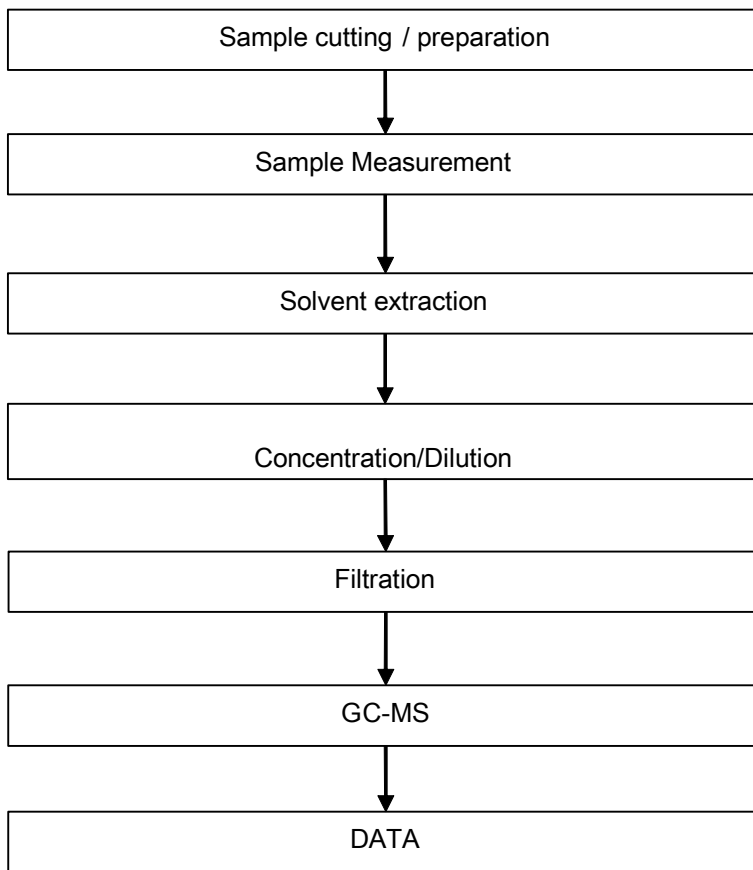 Sample cutting / preparation
Sample Measurement
Solvent extraction
Concentration/Dilution
Filtration
GC-MS
DATA